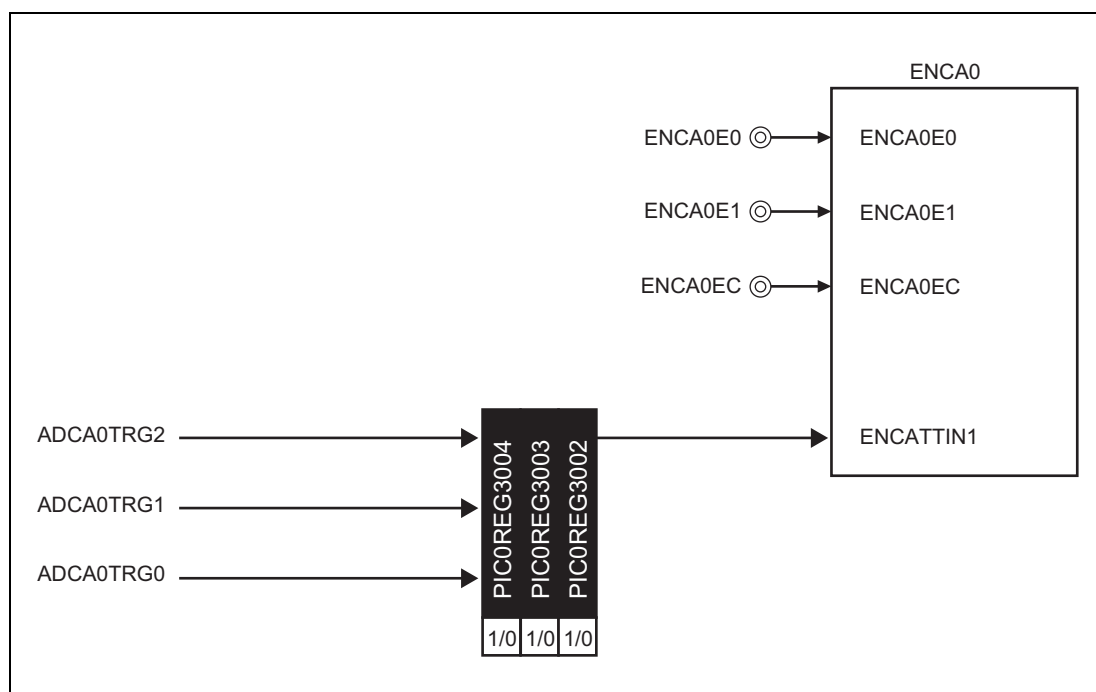 ENCA0
ENCA0E0 ENCA0E0
ENCA0E1 ENCA0E1
ENCA0EC ENCA0EC
ADCA0TRG2 ENCATTIN1
ADCA0TRG1
ADCA0TRG0
PIC0REG3004
PIC0REG3003
PIC0REG3002
1/0 1/0 1/0